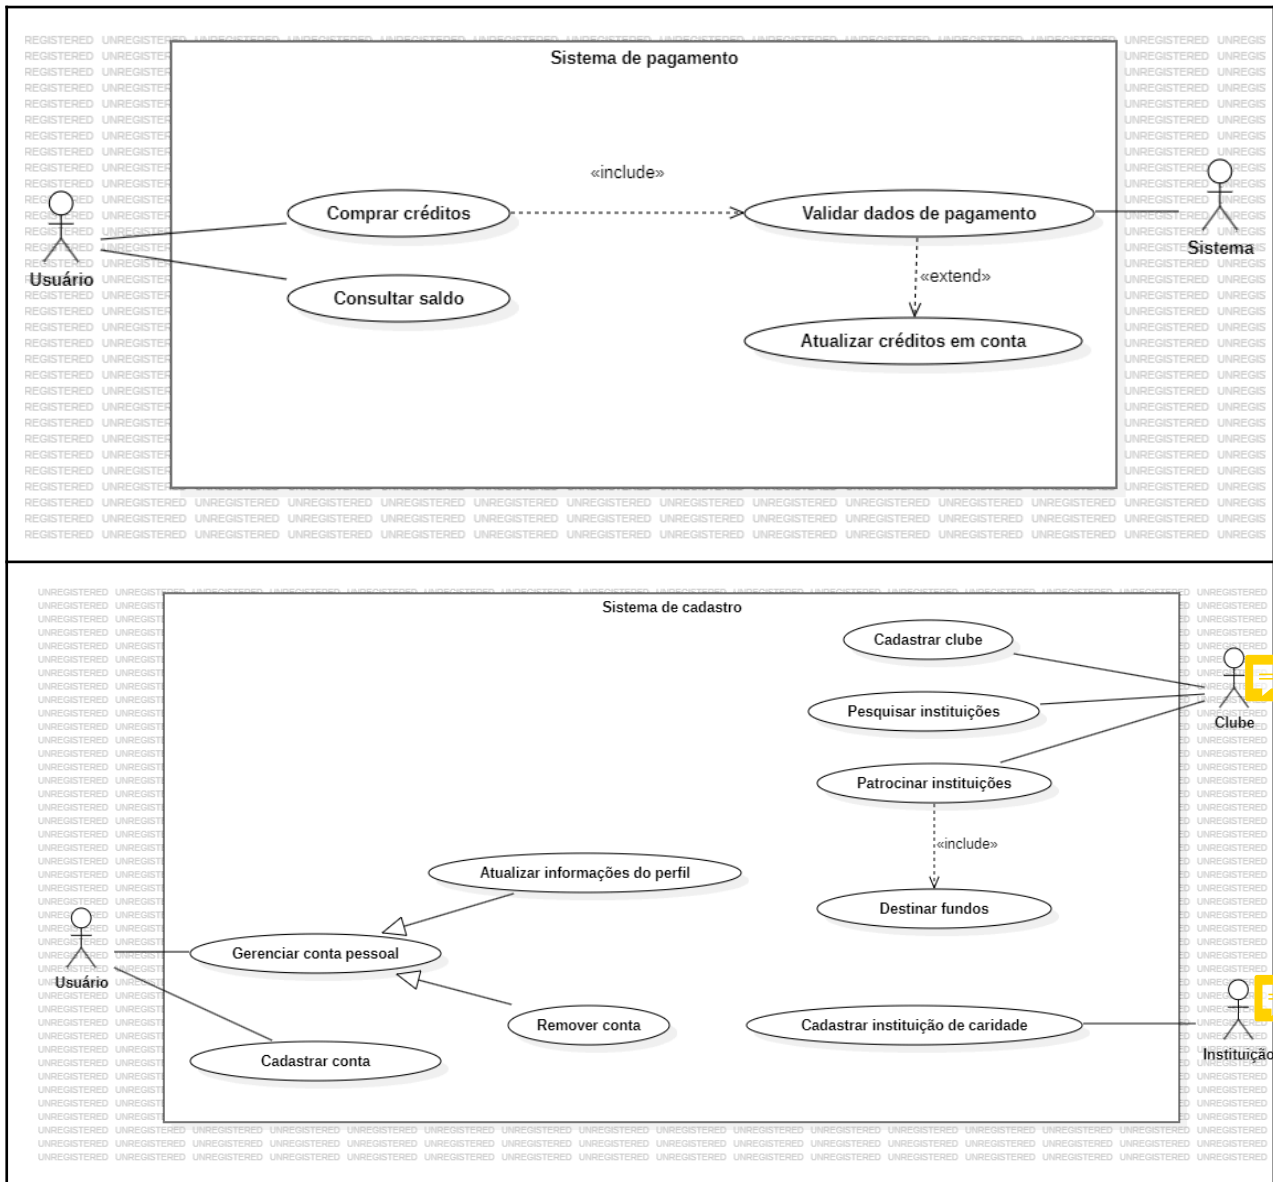 Sistema de pagamento
«include»
Comprar créditos
Validar dados de pagamento
Sistema
Usuário
«extend»
Consultar saldo
Atualizar créditos em conta
Sistema de cadastro
Cadastrar clube
Pesquisar instituições
Clube
Patrocinar instituições
«include»
Atualizar informações do perfil
Destinar fundos
Gerenciar conta pessoal
Usuário
Remover conta
Cadastrar instituição de caridade
Instituição
Cadastrar conta